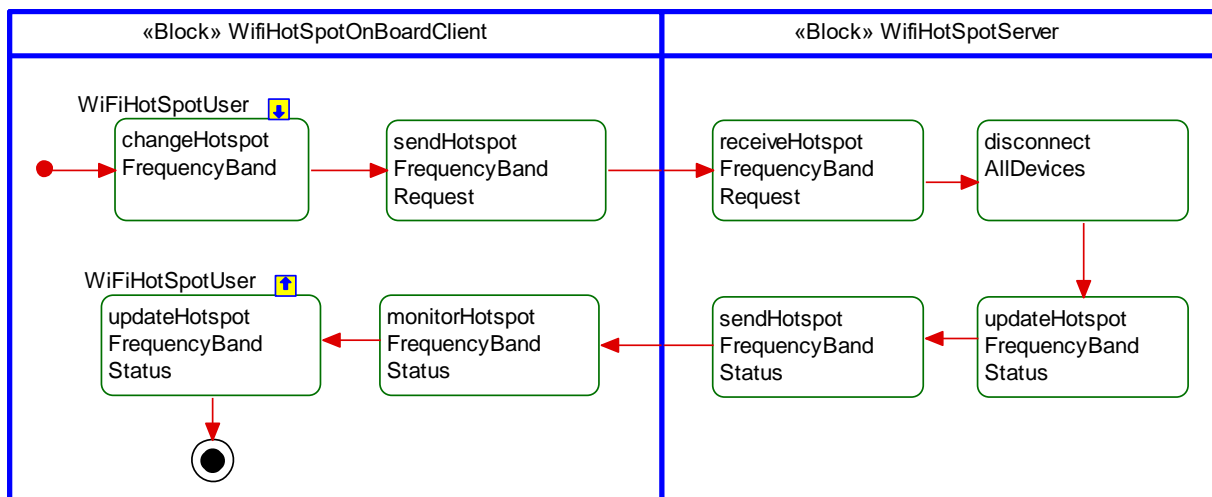 «Block» WifiHotSpotOnBoardClient
«Block» WifiHotSpotServer
WiFiHotSpotUser
changeHotspot
FrequencyBand
sendHotspot
FrequencyBand
Request
receiveHotspot
FrequencyBand
Request
disconnect
AllDevices
WiFiHotSpotUser
updateHotspot
FrequencyBand
Status
monitorHotspot
FrequencyBand
Status
sendHotspot
FrequencyBand
Status
updateHotspot
FrequencyBand
Status